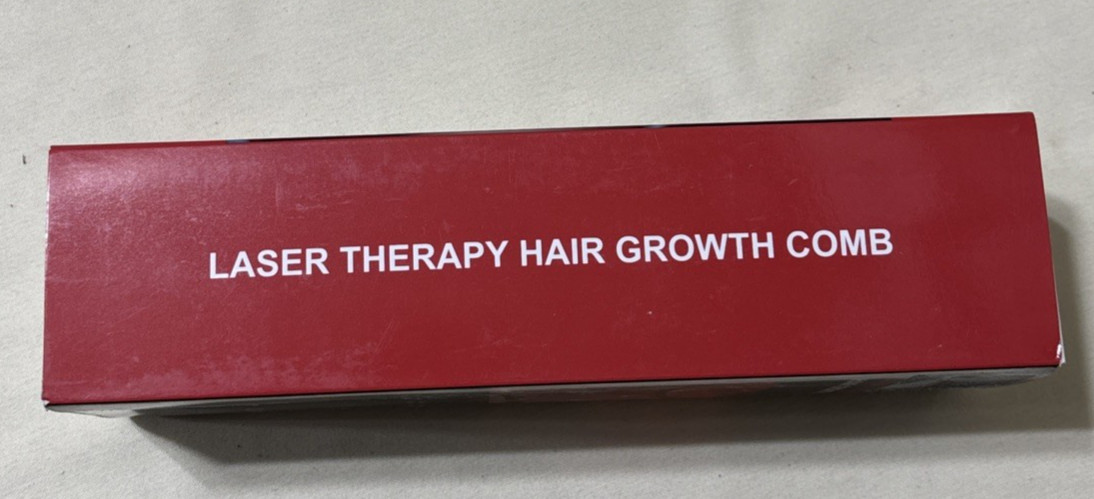 LASER THERAPY HAIR GROWTH COMB